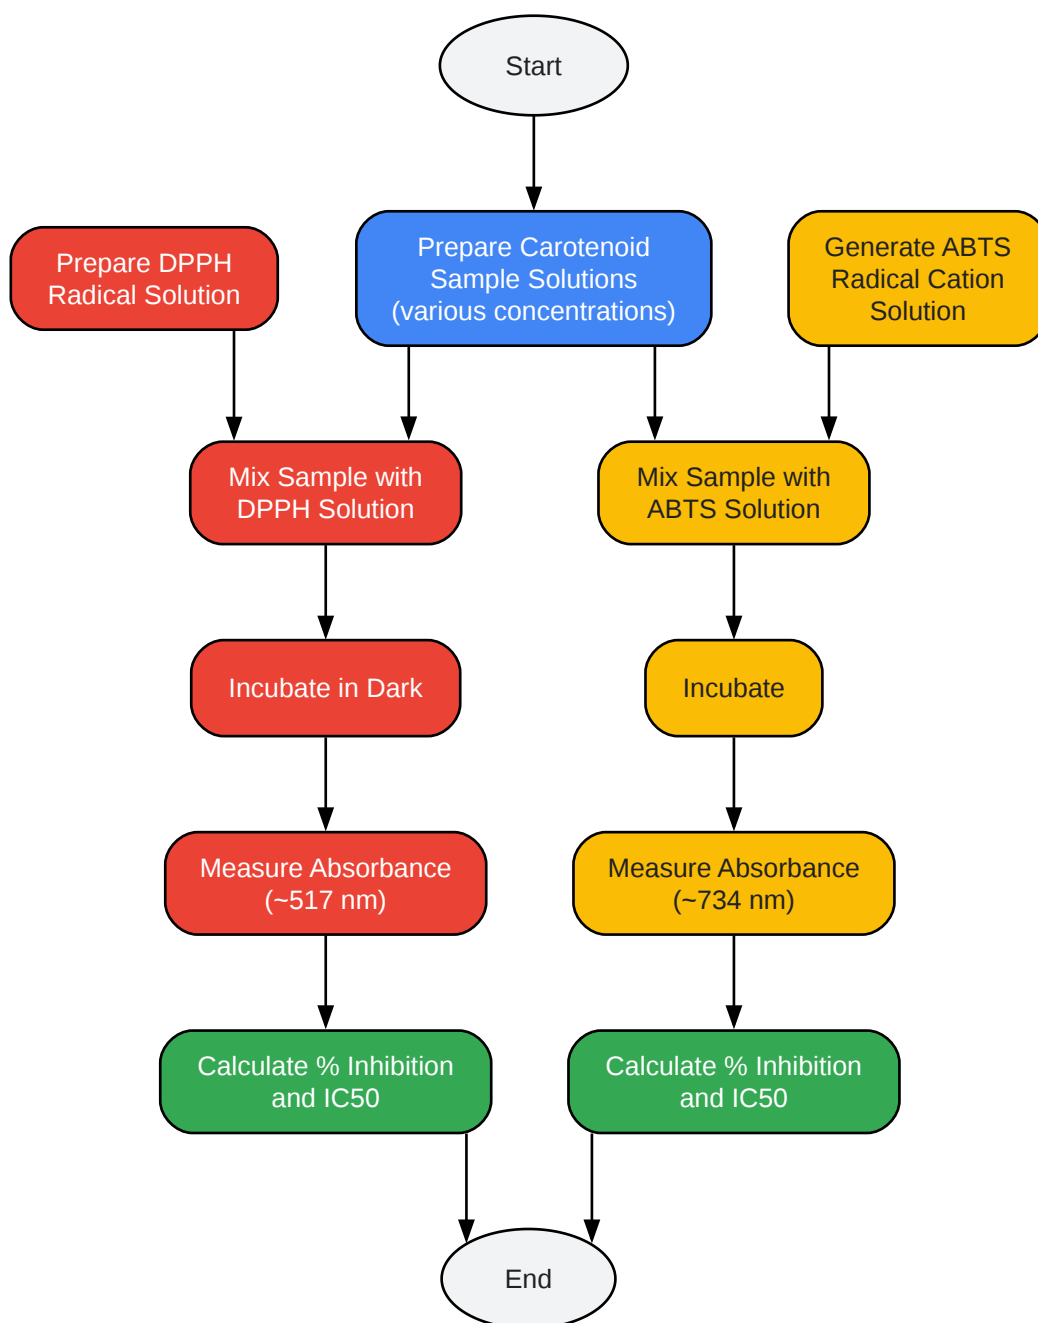 Start
Prepare DPPH
Radical Solution
Prepare Carotenoid
Sample Solutions
(various concentrations)
Generate ABTS
Radical Cation
Solution
Mix Sample with
DPPH Solution
Mix Sample with
ABTS Solution
Incubate in Dark
Incubate
Measure Absorbance
(~517 nm)
Measure Absorbance
(~734 nm)
Calculate % Inhibition
and IC50
Calculate % Inhibition
and IC50
End